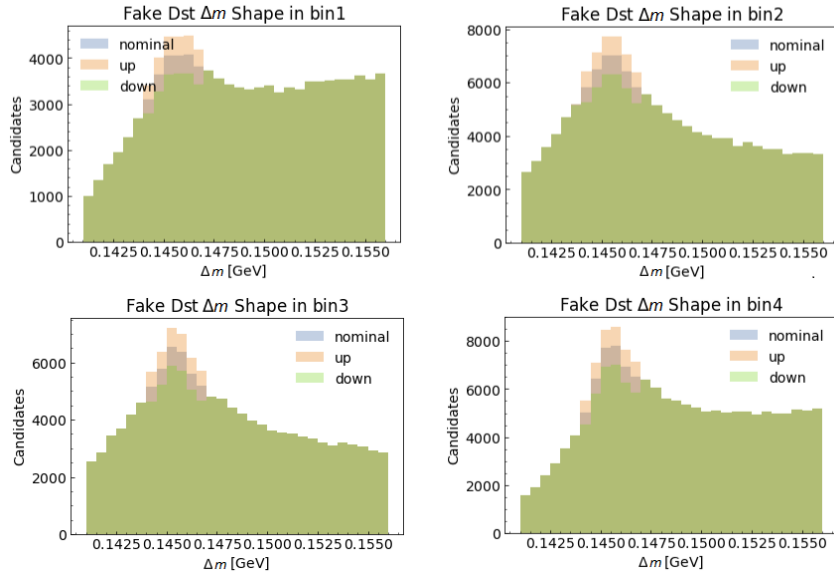 Fake Dst Δm Shape in bin1
nominal
up
down
4000
3000
2000
1000
0
Candidates
0.1425 0.1450 0.1475 0.1500 0.1525 0.1550
Δm [GeV]
Fake Dst Δm Shape in bin2
nominal
up
down
8000
6000
4000
2000
0
Candidates
0.1425 0.1450 0.1475 0.1500 0.1525 0.1550
Δm [GeV]
.
Fake Dst Δm Shape in bin3
nominal
up
down
6000
4000
2000
0
Candidates
0.1425 0.1450 0.1475 0.1500 0.1525 0.1550
Δm [GeV]
Fake Dst Δm Shape in bin4
nominal
up
down
8000
6000
4000
2000
0
Candidates
0.1425 0.1450 0.1475 0.1500 0.1525 0.1550
Δm [GeV]